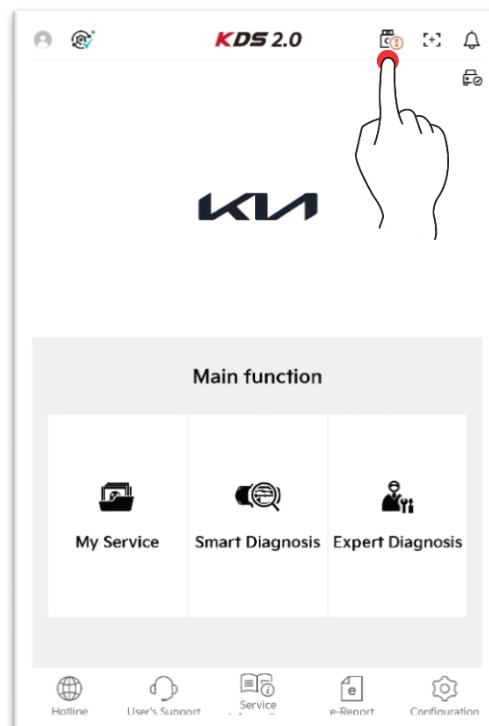 KDS 2.0
KIA
Main function
My Service
Smart Diagnosis
Expert Diagnosis
Hotline
User's Support
Service
e-Report
Configuration